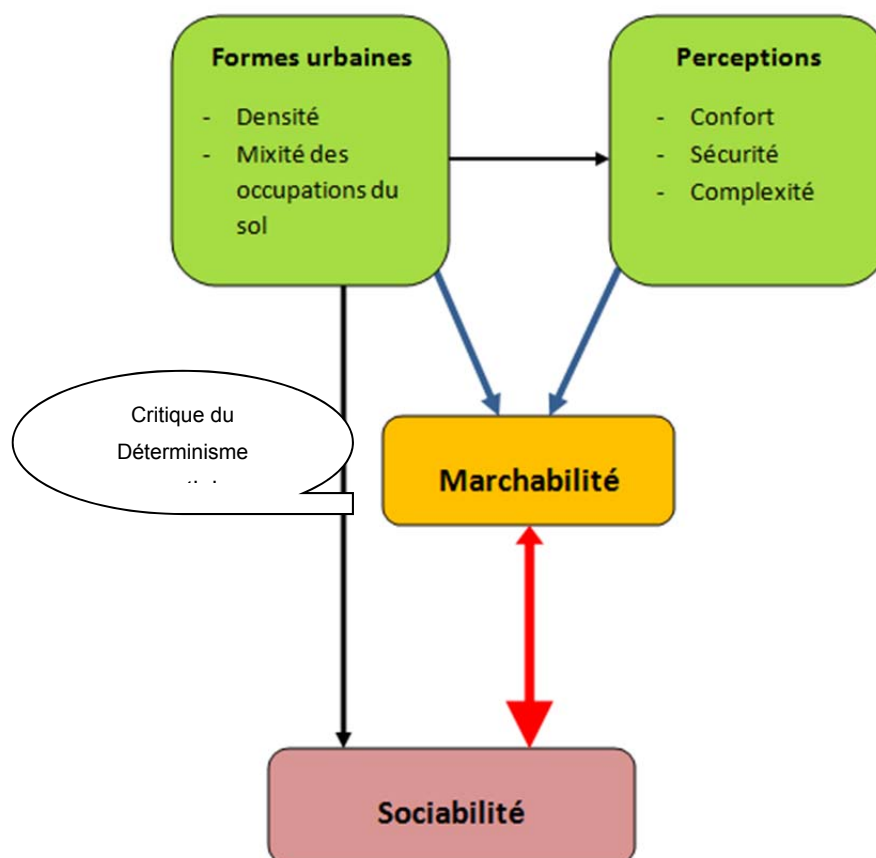 Formes urbaines
- Densité
- Mixité des
occupations du
sol
Perceptions
- Confort
- Sécurité
- Complexité
Critique du
Déterminisme
Marchabilité
Sociabilité